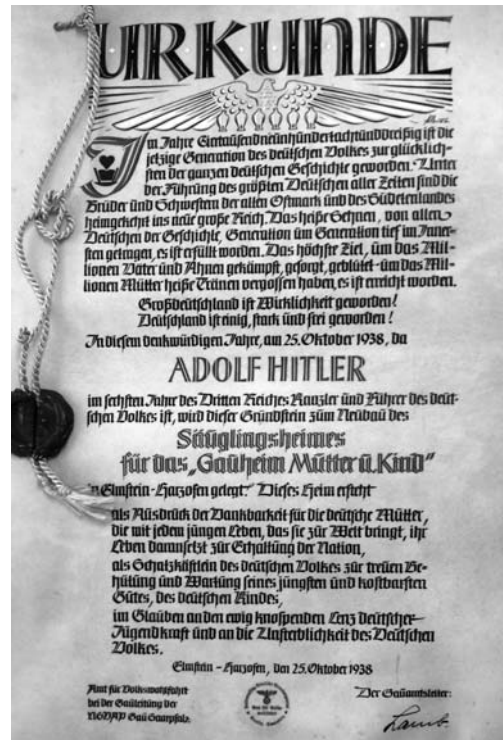 URKUNDE
Im Jahre Eintausendneunhundertachtunddreißig ist die
jetzige Generation des deutschen Volkes zur glücklich-
sten der ganzen deutschen Geschichte geworden. Unter
der Führung des größten Deutschen aller Zeiten sind die
Brüder und Schwestern der alten Ostmark und des Sudetenlandes
heimgekehrt ins neue große Reich. Das heiße Sehnen, von allen
Deutschen der Geschichte, Generation um Generation tief im Inner-
sten getragen, es ist erfüllt worden. Das höchste Ziel, um das Mil-
lionen Väter und Ahnen gekämpft, gesorgt, geblutet - um das Mil-
lionen Mütter heiße Tränen vergossen haben, es ist erreicht worden.
Großdeutschland ist Wirklichkeit geworden!
Deutschland ist einig, stark und frei geworden!
In diesem denkwürdigen Jahre, am 25. Oktober 1938, da
ADOLF HITLER
im sechsten Jahre des Dritten Reiches Kanzler und Führer des deut-
schen Volkes ist, wird dieser Grundstein zum Neubau des
Säuglingsheimes
für das „Gauheim Mütter u. Kind"
in Elmstein-Harzofen gelegt. Dieses Heim ersteht
als Ausdruck der Dankbarkeit für die deutsche Mutter,
die mit jedem jungen Leben, das sie zur Welt bringt, ihr
Leben daransetzt zur Erhaltung der Nation,
als Schatzkästlein des deutschen Volkes zur treuen Be-
hütung und Wartung seines jüngsten und kostbarsten
Gutes, des deutschen Kindes,
im Glauben an den ewig knospenden Lenz deutscher
Jugendkraft und an die Unsterblichkeit des Deutschen
Volkes.
Elmstein-Harzofen, den 25. Oktober 1938
Amt für Volkswohlfahrt
bei der Gauleitung der
NSDAP Gau Saarpfalz.
Der Gauamtsleiter: